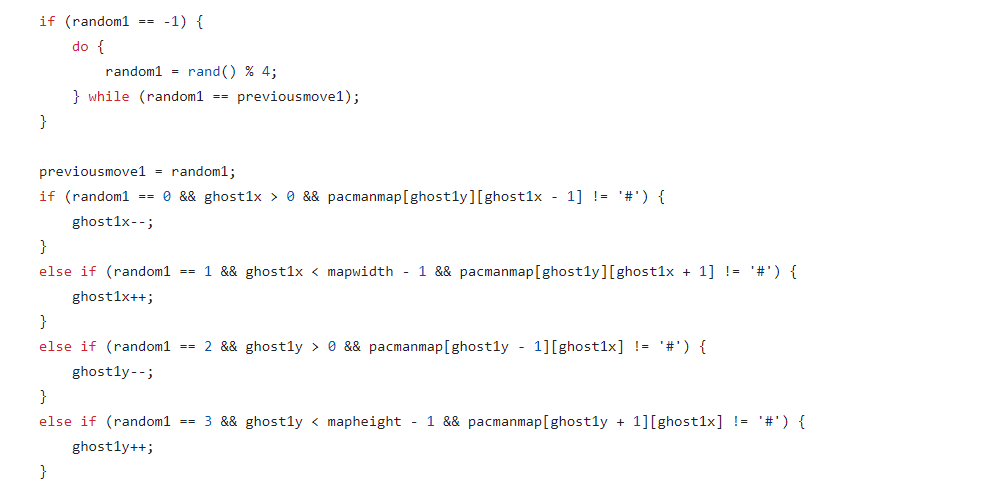 if (random1 == -1) {
do {
random1 = rand() % 4;
} while (random1 == previousmove1);
}
previousmove1 = random1;
if (random1 == 0 && ghost1x > 0 && pacmanmap[ghost1y][ghost1x - 1] != '#') {
ghost1x--;
}
else if (random1 == 1 && ghost1x < mapwidth - 1 && pacmanmap[ghost1y][ghost1x + 1] != '#') {
ghost1x++;
}
else if (random1 == 2 && ghost1y > 0 && pacmanmap[ghost1y - 1][ghost1x] != '#') {
ghost1y--;
}
else if (random1 == 3 && ghost1y < mapheight - 1 && pacmanmap[ghost1y + 1][ghost1x] != '#') {
ghost1y++;
}